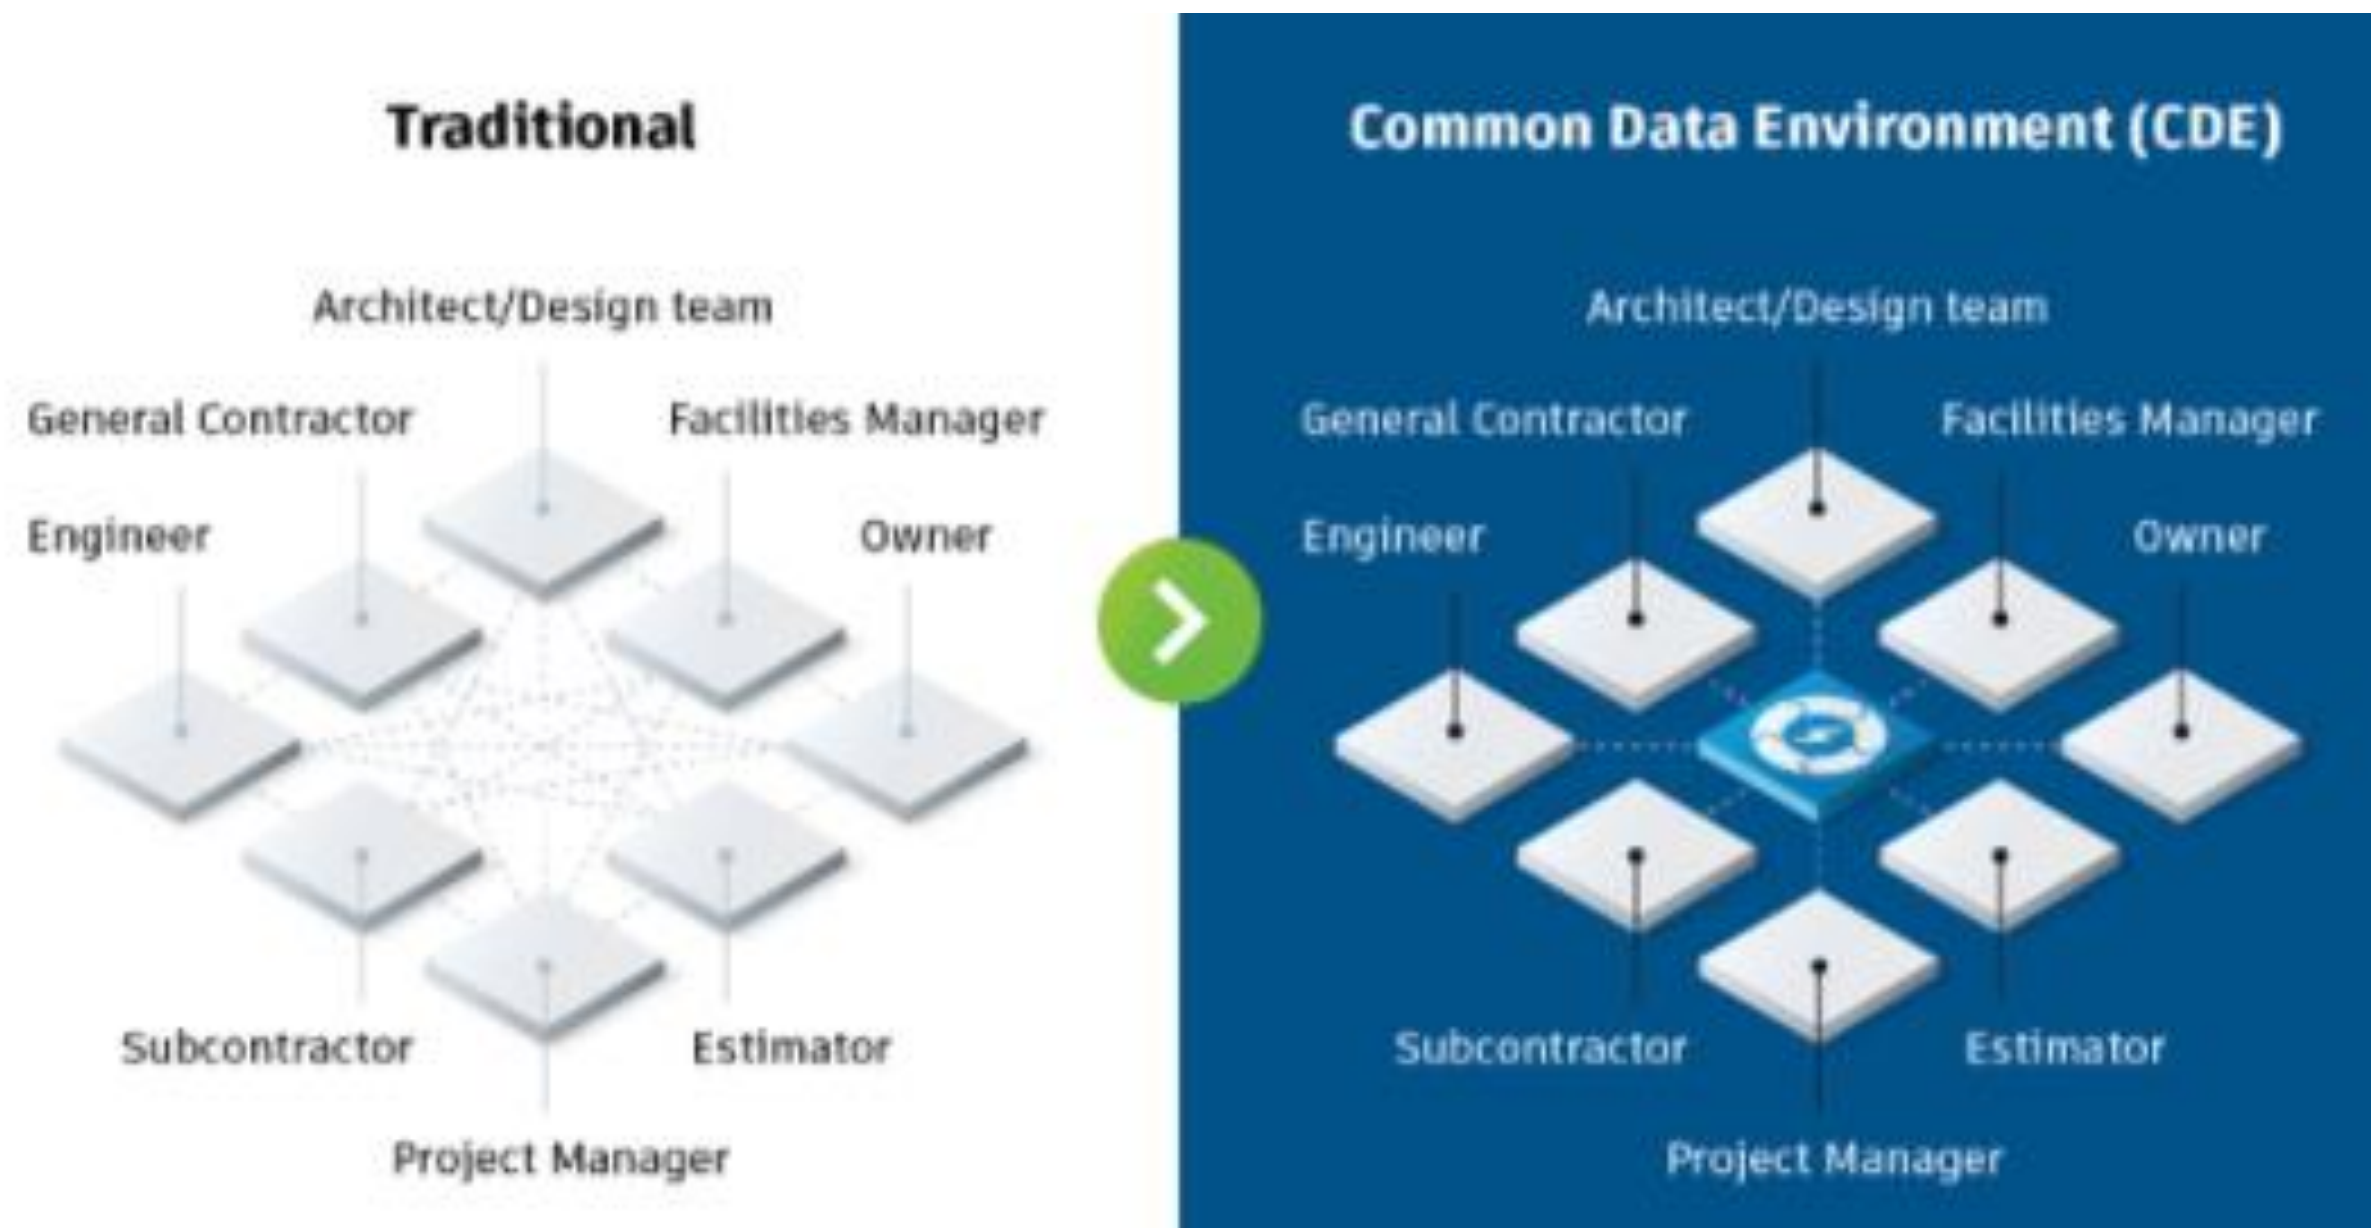 Traditional
Architect/Design team
General Contractor
Facilities Manager
Engineer
Owner
Subcontractor
Estimator
Project Manager
Common Data Environment (CDE)
Architect/Design team
General Contractor
Facilities Manager
Engineer
Owner
Subcontractor
Estimator
Project Manager